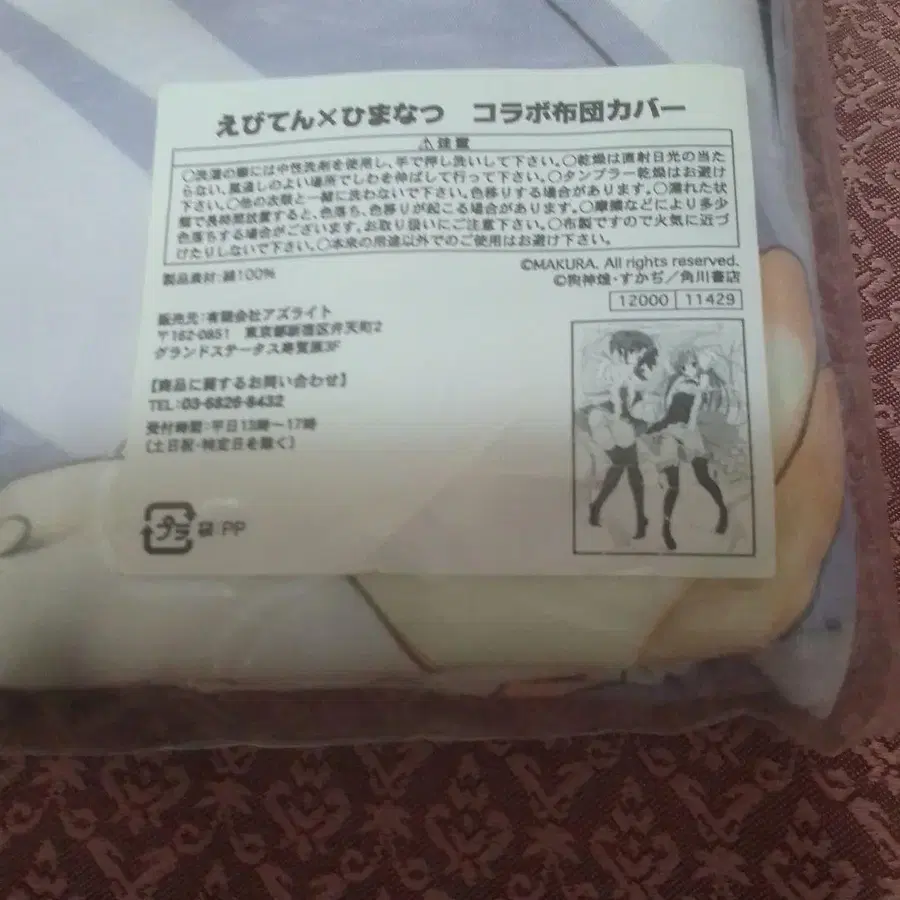 えびてん×ひまなつ　コラボ布団カバー
⚠注意
○洗濯の際には中性洗剤を使用し、手で押し洗いして下さい。○乾燥は直射日光の当た
らない、風通しのよい場所でしわを伸ばして行って下さい。○タンブラー乾燥はお避け
下さい。○他の衣類と一緒に洗わないで下さい。色移りする場合があります。○濡れた状
態で長時間放置すると、色落ち、色移りが起こる場合があります。○摩擦などにより多少
色落ちする場合がございます。お取り扱いにご注意下さい。○布製ですので火気に近づ
けたりしないで下さい。○本来の用途以外でのご使用はお避け下さい。
製品素材:綿100%
©MAKURA. All rights reserved.
©狗神煌・すかぢ／角川書店
12000 11429
販売元:有限会社アズライト
〒162-0851　東京都新宿区弁天町2
グランドステータス寿賀原3F
【商品に関するお問い合わせ】
TEL:03-6826-8432
受付時間:平日13時～17時
(土日祝・特定日を除く)
プラ 袋:PP